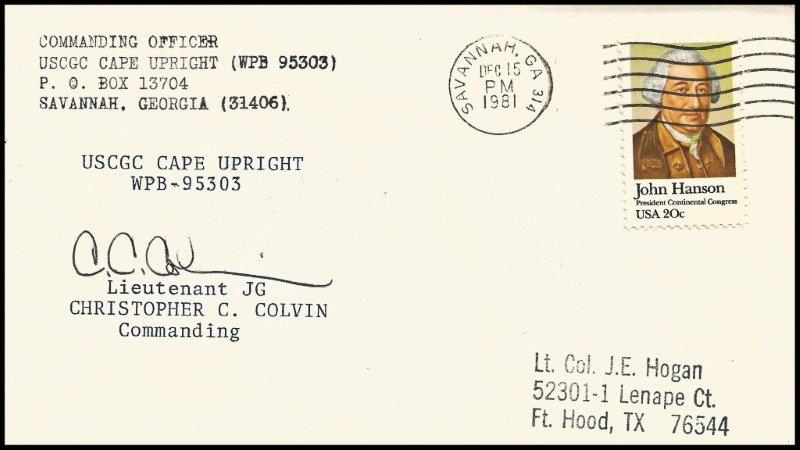 COMMANDING OFFICER
USCGC CAPE UPRIGHT (WPB 95303)
P. O. BOX 13704
SAVANNAH, GEORGIA (31406).
SAVANNAH, GA 314
DEC 15
PM
1981
John Hanson
President Continental Congress
USA 20c
USCGC CAPE UPRIGHT
WPB-95303
C. C. Col
Lieutenant JG
CHRISTOPHER C. COLVIN
Commanding
Lt. Col. J.E. Hogan
52301-1 Lenape Ct.
Ft. Hood, TX 76544